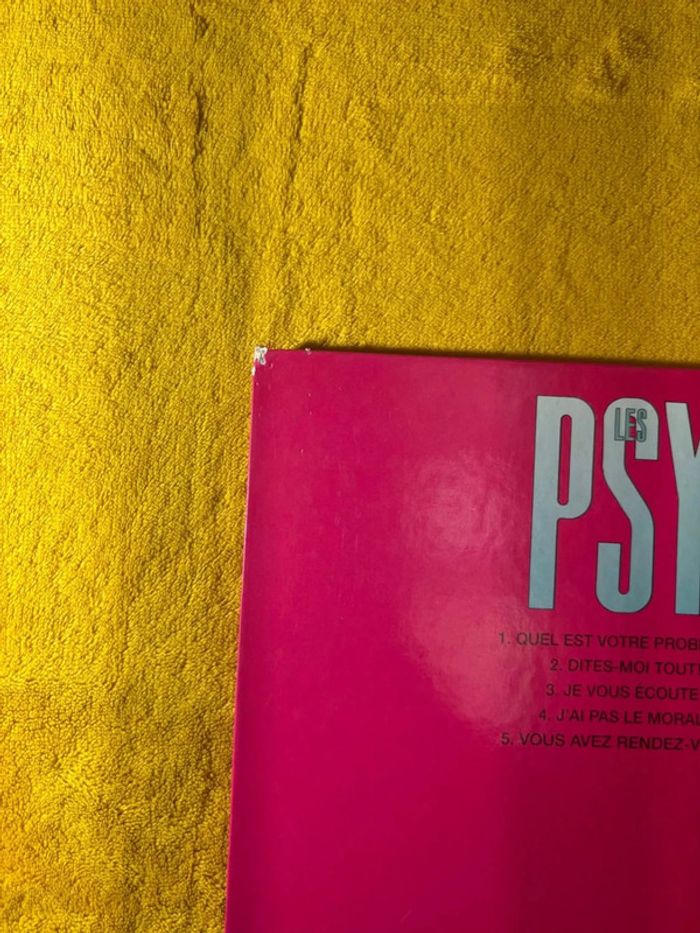 LES
PSY
1. QUEL EST VOTRE PROB
2. DITES-MOI TOUT
3. JE VOUS ÉCOUTE
4. J'AI PAS LE MORAL
5. VOUS AVEZ RENDEZ-V